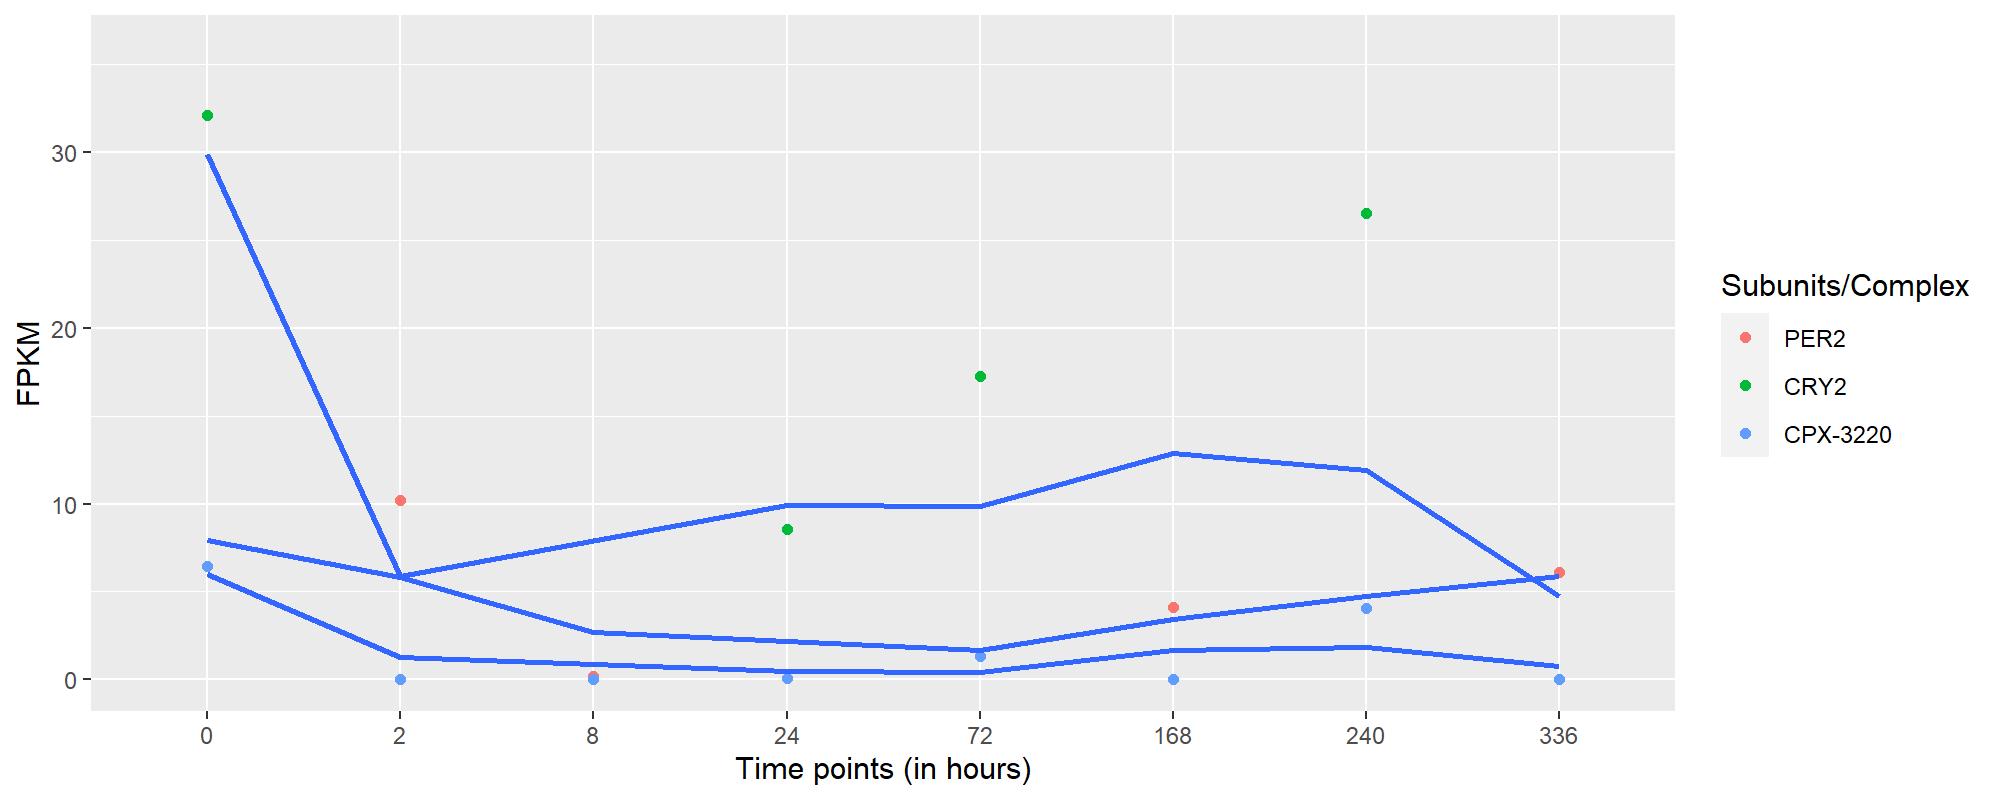 30
20
10
0
FPKM
0 2 8 24 72 168 240 336
Time points (in hours)
Subunits/Complex
PER2
CRY2
CPX-3220